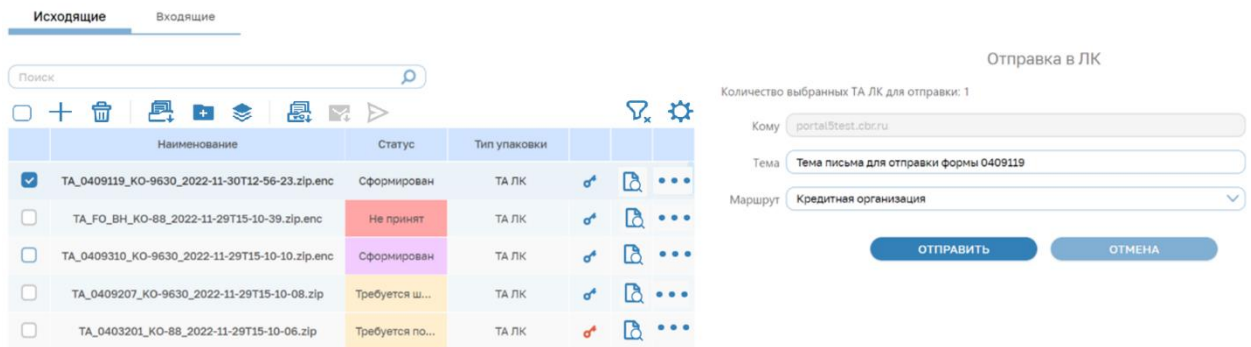 Исходящие
Входящие
Поиск
Наименование Статус Тип упаковки
TA_0409119_KO-9630_2022-11-30T12-56-23.zip.enc Сформирован ТА ЛК
TA_FO_BH_KO-88_2022-11-29T15-10-39.zip.enc Не принят ТА ЛК
TA_0409310_KO-9630_2022-11-29T15-10-10.zip.enc Сформирован ТА ЛК
TA_0409207_KO-9630_2022-11-29T15-10-08.zip Требуется ш... ТА ЛК
TA_0403201_KO-88_2022-11-29T15-10-06.zip Требуется по... ТА ЛК
Отправка в ЛК
Количество выбранных ТА ЛК для отправки: 1
Кому portal5test.cbr.ru
Тема Тема письма для отправки формы 0409119
Маршрут Кредитная организация
ОТПРАВИТЬ ОТМЕНА